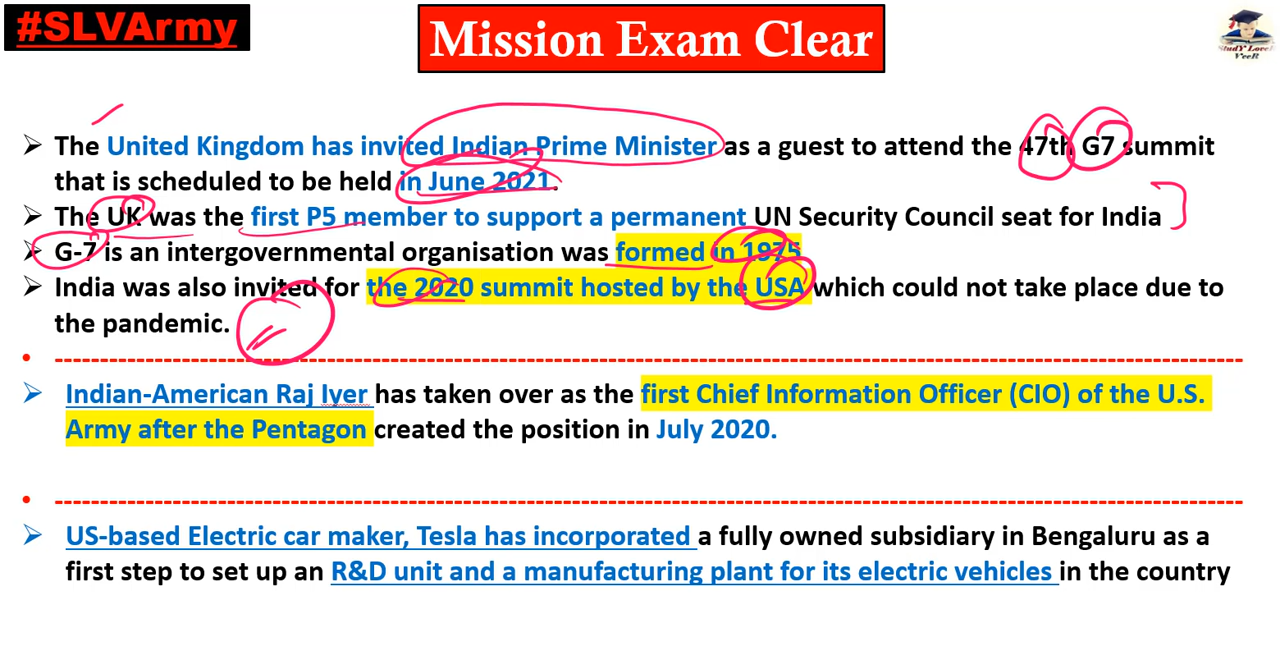 #SLVArmy
Mission Exam Clear
StudY LoveR
VeeR
➢ The United Kingdom has invited Indian Prime Minister as a guest to attend the 47th G7 summit
that is scheduled to be held in June 2021.
➢ The UK was the first P5 member to support a permanent UN Security Council seat for India
➢ G-7 is an intergovernmental organisation was formed in 1975
➢ India was also invited for the 2020 summit hosted by the USA which could not take place due to
the pandemic.
• ------------------------------------------------------------
➢ Indian-American Raj Iyer has taken over as the first Chief Information Officer (CIO) of the U.S.
Army after the Pentagon created the position in July 2020.
• ------------------------------------------------------------
➢ US-based Electric car maker, Tesla has incorporated a fully owned subsidiary in Bengaluru as a
first step to set up an R&D unit and a manufacturing plant for its electric vehicles in the country